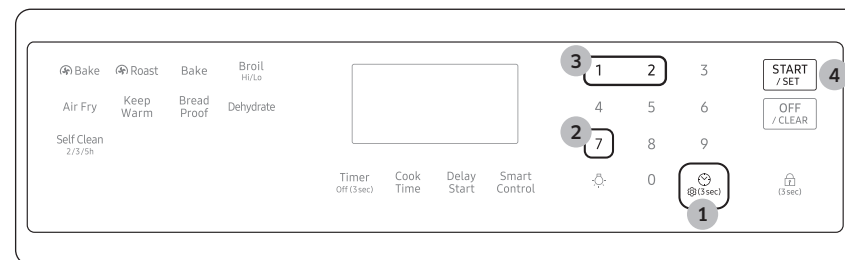 Bake Roast Bake Broil
Hi/Lo
Air Fry Keep Warm Bread Proof Dehydrate
Self Clean
2/3/5h
Timer
Off (3 sec)
Cook
Time
Delay
Start
Smart
Control
3
1 2 3
4 5 6
2
7 8 9
0
(3 sec)
1
START
/ SET
4
OFF
/ CLEAR
(3 sec)